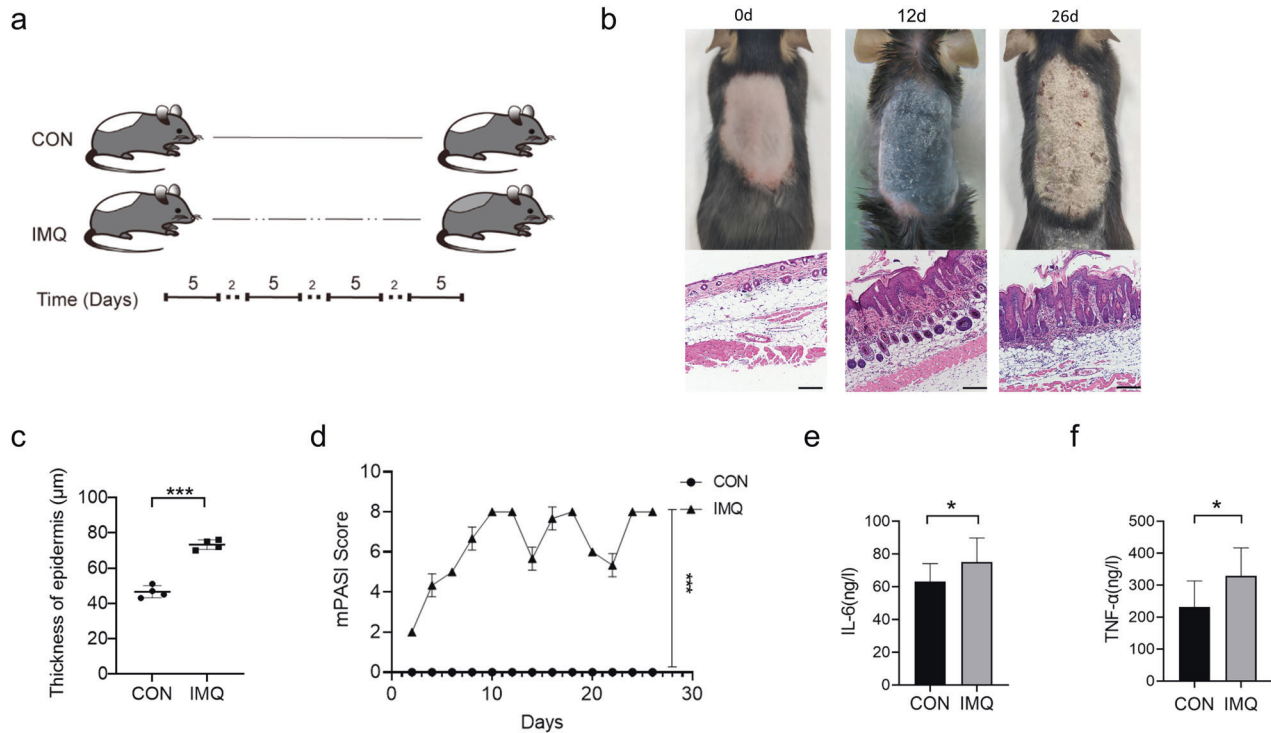 a
CON
IMQ
Time (Days)
5 2 5 2 5 2 5
b
0d 12d 26d
c
Thickness of epidermis (μm)
100
80
60
40
20
0
***
CON IMQ
d
mPASI Score
10
8
6
4
2
0
0 10 20 30
Days
CON
IMQ
***
e
IL-6(ng/l)
100
80
60
40
20
0
*
CON IMQ
f
TNF-α(ng/l)
500
400
300
200
100
0
*
CON IMQ